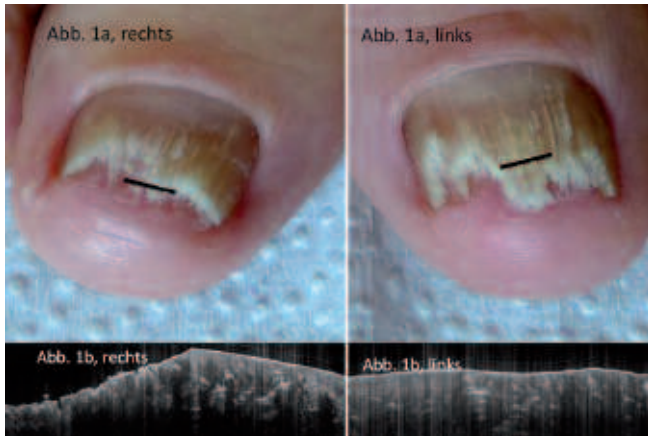 Abb. 1a, rechts
Abb. 1a, links
Abb. 1b, rechts
Abb. 1b, links